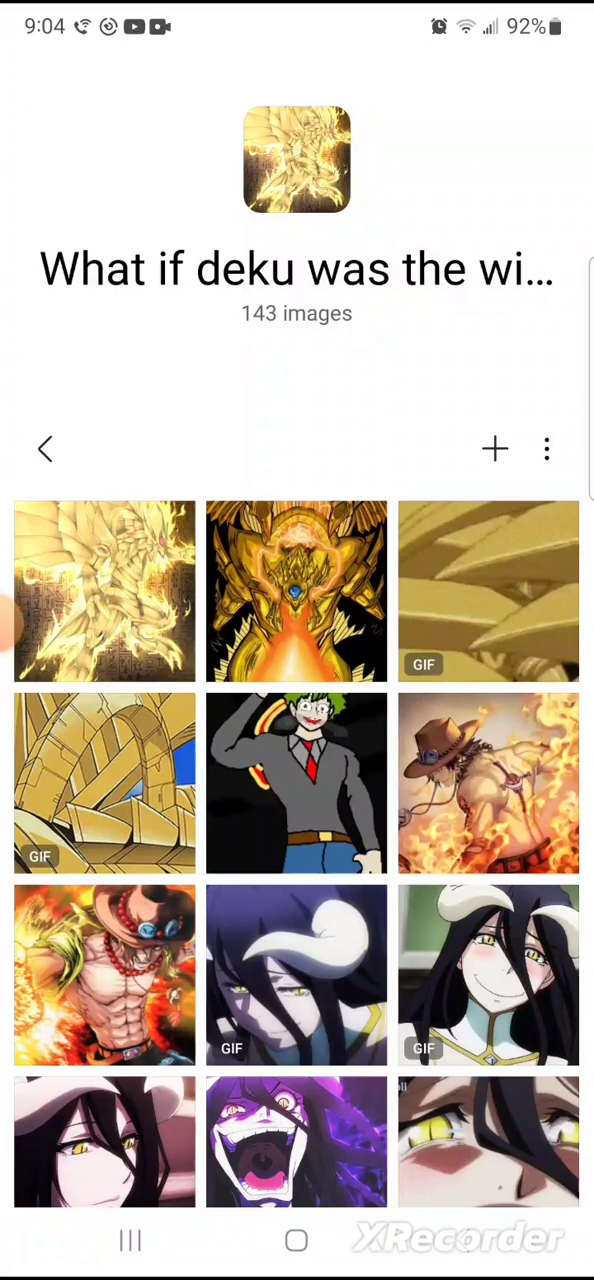 9:04
92%
What if deku was the wi...
143 images
GIF
GIF
GIF
GIF
XRecorder